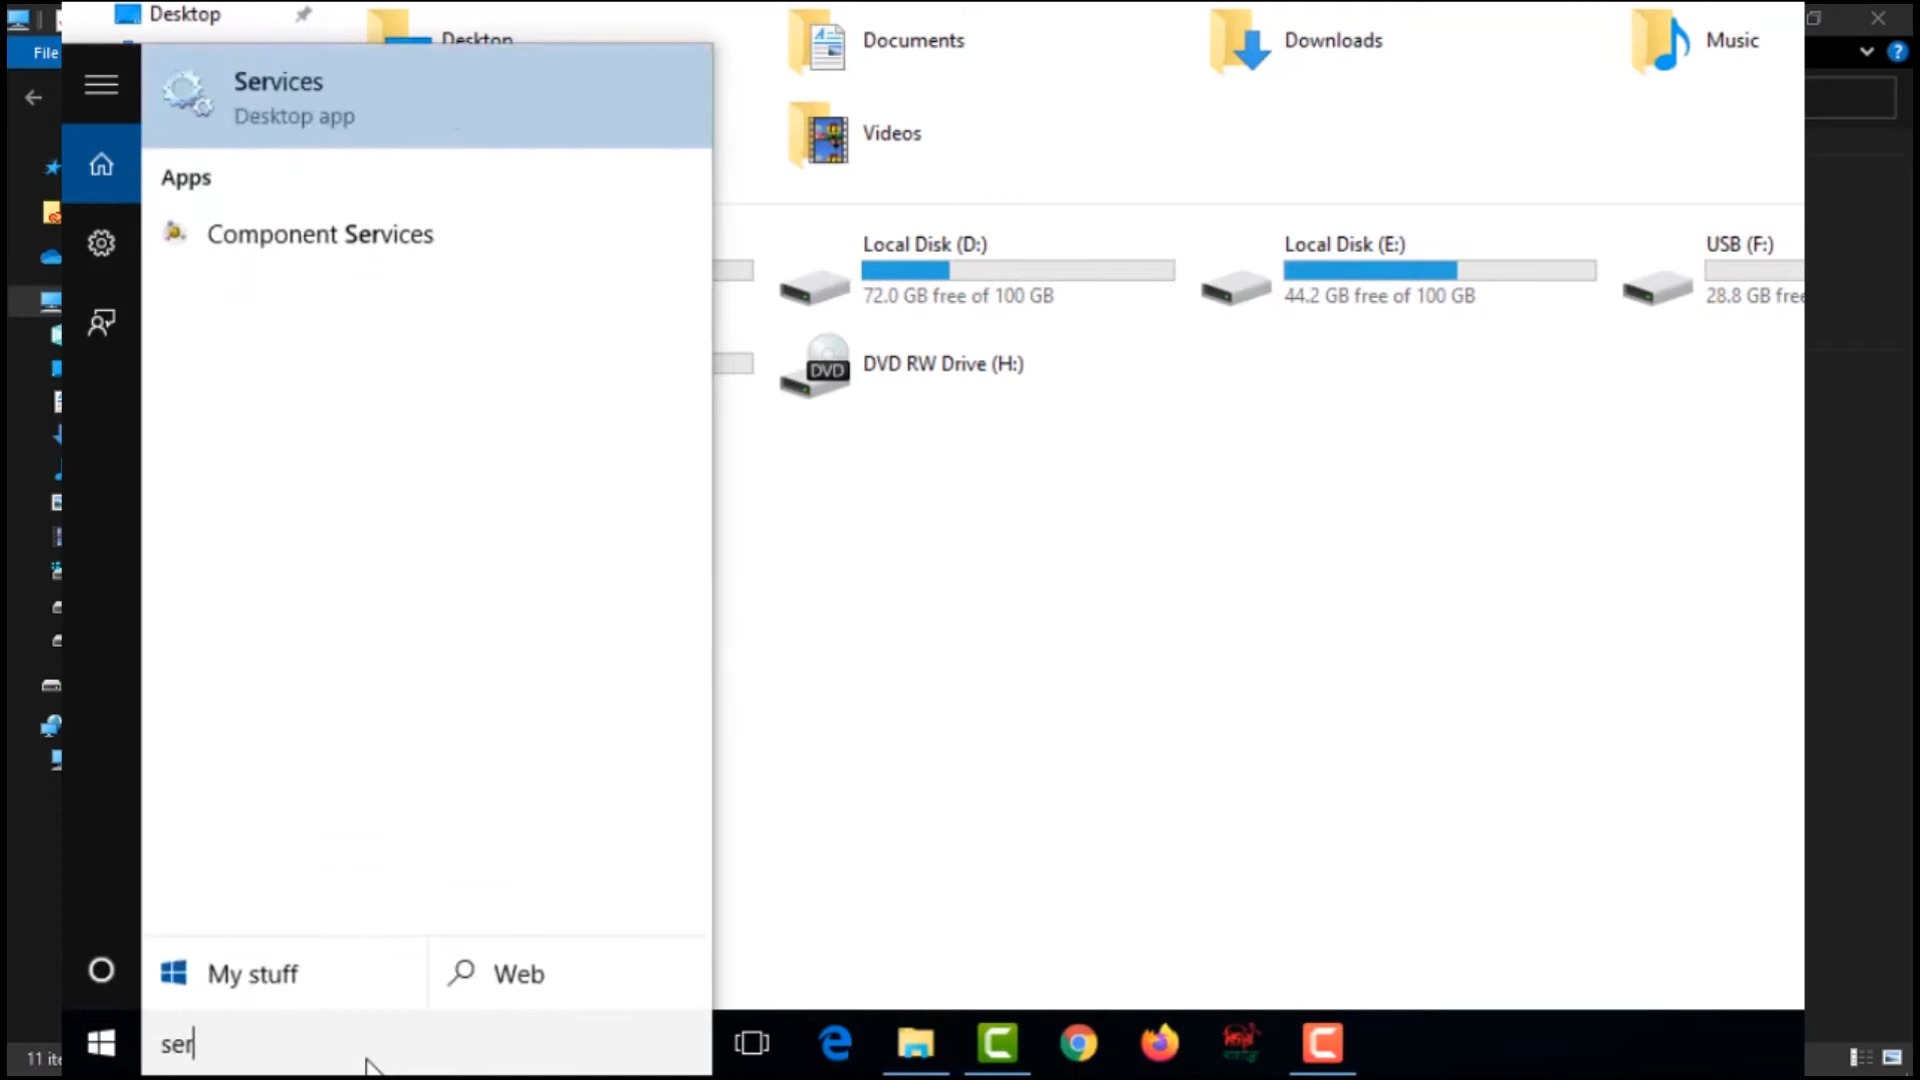 Desktop
File
Desktop
Documents
Downloads
Music
Services
Desktop app
Videos
Apps
Component Services
Local Disk (D:)
72.0 GB free of 100 GB
Local Disk (E:)
44.2 GB free of 100 GB
USB (F:)
28.8 GB free
DVD
DVD RW Drive (H:)
My stuff
Web
ser
11 ite